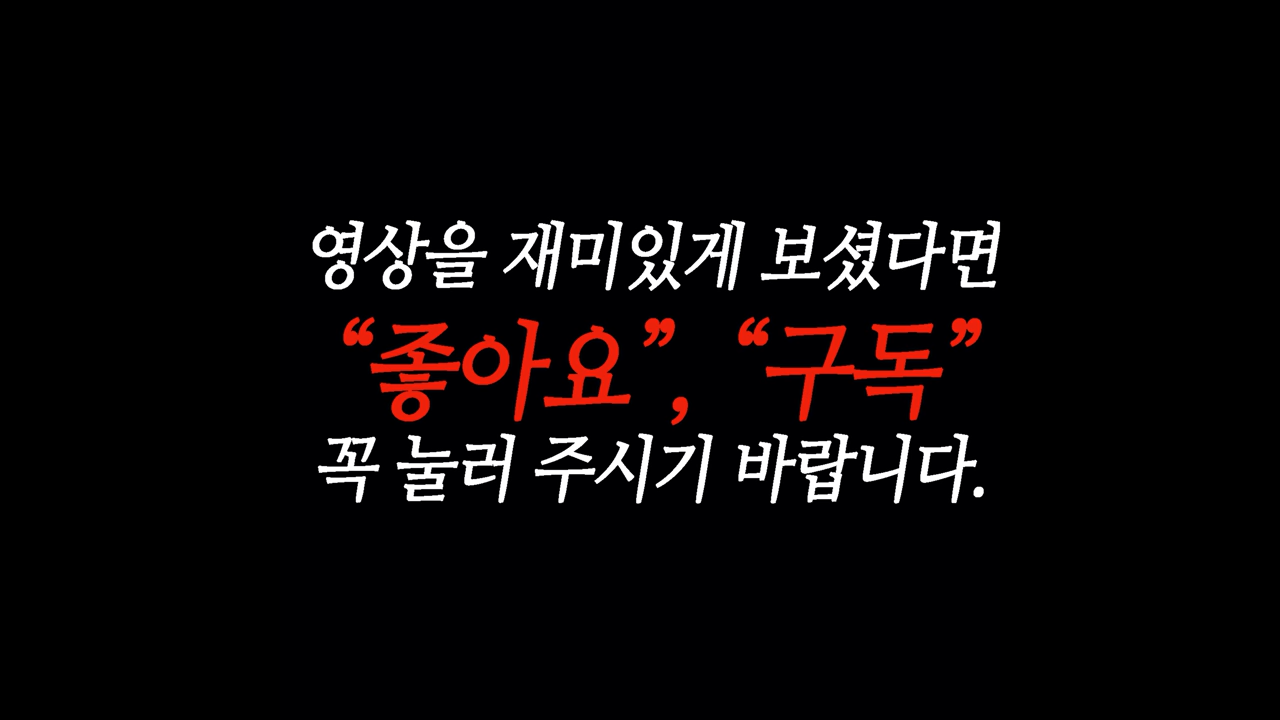 영상을 재미있게 보셨다면
“좋아요”, “구독”
꼭 눌러 주시기 바랍니다.